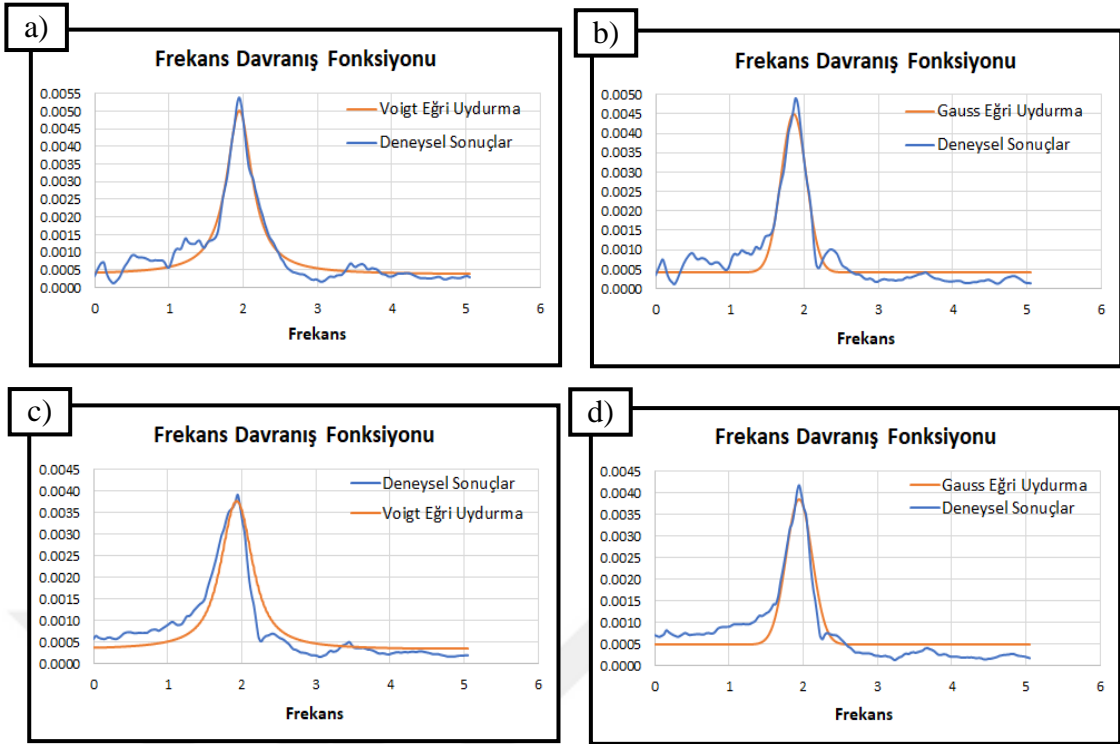 a)
Frekans Davranış Fonksiyonu
0.0055
0.0050
0.0045
0.0040
0.0035
0.0030
0.0025
0.0020
0.0015
0.0010
0.0005
0.0000
Voigt Eğri Uydurma
Deneysel Sonuçlar
0 1 2 3 4 5 6
Frekans
b)
Frekans Davranış Fonksiyonu
0.0050
0.0045
0.0040
0.0035
0.0030
0.0025
0.0020
0.0015
0.0010
0.0005
0.0000
Gauss Eğri Uydurma
Deneysel Sonuçlar
0 1 2 3 4 5 6
Frekans
c)
Frekans Davranış Fonksiyonu
0.0045
0.0040
0.0035
0.0030
0.0025
0.0020
0.0015
0.0010
0.0005
0.0000
Deneysel Sonuçlar
Voigt Eğri Uydurma
0 1 2 3 4 5 6
Frekans
d)
Frekans Davranış Fonksiyonu
0.0045
0.0040
0.0035
0.0030
0.0025
0.0020
0.0015
0.0010
0.0005
0.0000
Gauss Eğri Uydurma
Deneysel Sonuçlar
0 1 2 3 4 5 6
Frekans